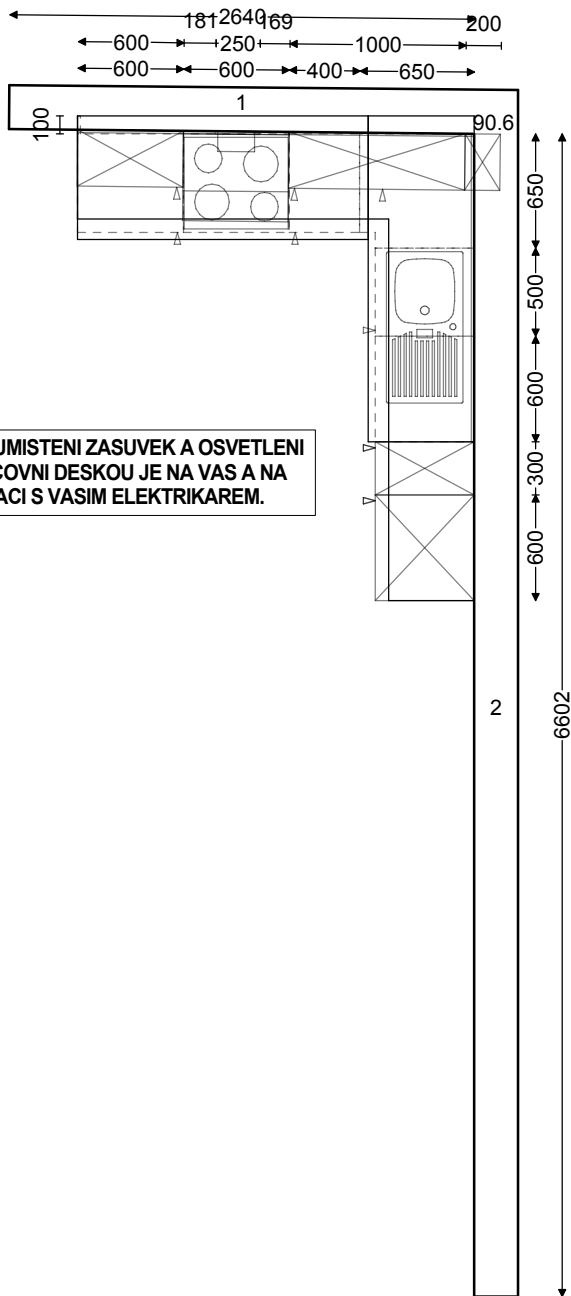 2640
181 169 200
600 250 1000
600 600 400 650
1
100
90.6
650
500
600
300
600
UMISTENI ZASUVEK A OSVETLENI
COVNI DESKOU JE NA VAS A NA
ACI S VASIM ELEKTRIKAREM.
2
6602